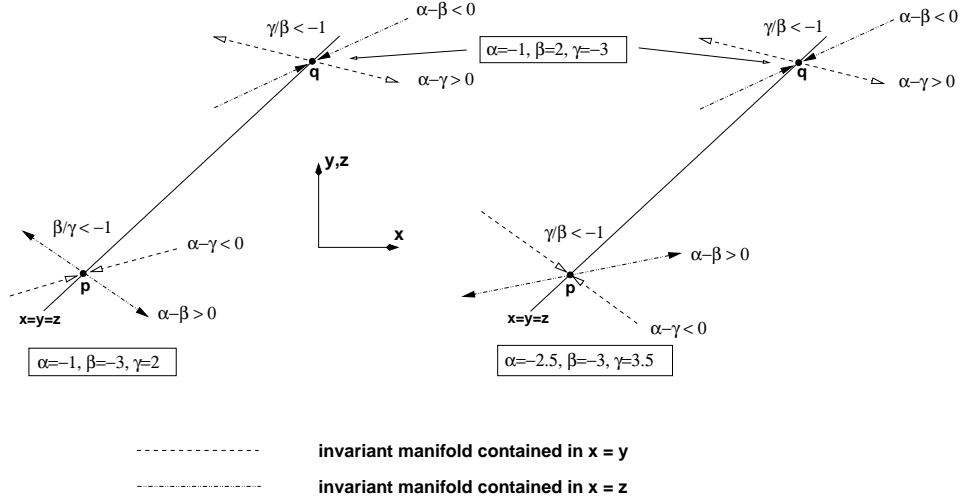 α−β<0
γ/β<−1
q
α−γ>0
α=−1, β=2, γ=−3
γ/β<−1
α−β<0
q
α−γ>0
y,z
x
β/γ<−1
α−γ<0
p
α−β>0
x=y=z
α=−1, β=−3, γ=2
γ/β<−1
α−β>0
p
α−γ<0
x=y=z
α=−2.5, β=−3, γ=3.5
invariant manifold contained in x = y
invariant manifold contained in x = z